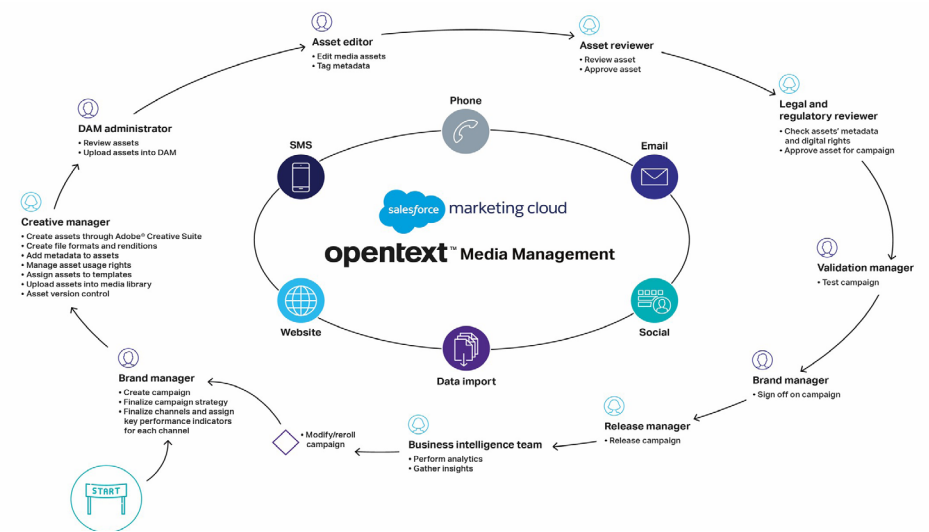 Asset editor
• Edit media assets
• Tag metadata
Asset reviewer
• Review asset
• Approve asset
Legal and
regulatory reviewer
• Check assets' metadata
and digital rights
• Approve asset for campaign
DAM administrator
• Review assets
• Upload assets into DAM
Phone
SMS
Email
salesforce marketing cloud
opentext™ Media Management
Creative manager
• Create assets through Adobe® Creative Suite
• Create file formats and renditions
• Add metadata to assets
• Manage asset usage rights
• Assign assets to templates
• Upload assets into media library
• Asset version control
Validation manager
• Test campaign
Website
Social
Data import
Brand manager
• Create campaign
• Finalize campaign strategy
• Finalize channels and assign
key performance indicators
for each channel
Brand manager
• Sign off on campaign
Release manager
• Release campaign
Business intelligence team
• Perform analytics
• Gather insights
• Modify/reroll
campaign
START